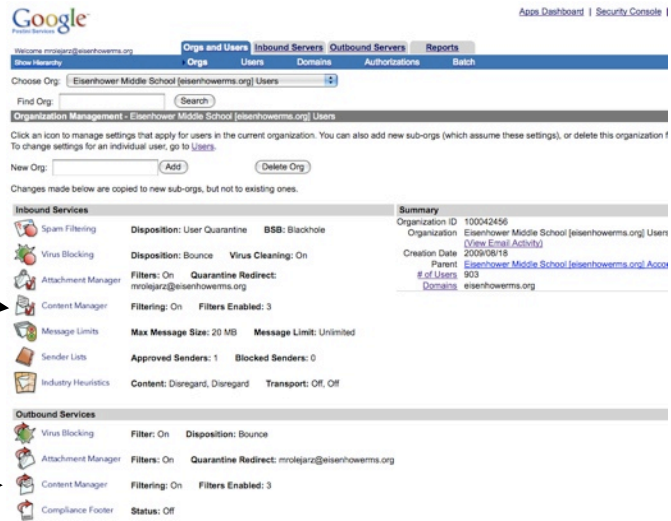 Google
Postini Services
Apps Dashboard | Security Console |
Welcome mrolejarz@eisenhowerms.org
Orgs and Users Inbound Servers Outbound Servers Reports
Show Hierarchy Orgs Users Domains Authorizations Batch
Choose Org: Eisenhower Middle School [eisenhowerms.org] Users
Find Org: Search
Organization Management - Eisenhower Middle School [eisenhowerms.org] Users
Click an icon to manage settings that apply for users in the current organization. You can also add new sub-orgs (which assume these settings), or delete this organization f
To change settings for an individual user, go to Users.
New Org: Add Delete Org
Changes made below are copied to new sub-orgs, but not to existing ones.
Inbound Services
Spam Filtering Disposition: User Quarantine BSB: Blackhole
Virus Blocking Disposition: Bounce Virus Cleaning: On
Attachment Manager Filters: On Quarantine Redirect:
mrolejarz@eisenhowerms.org
Content Manager Filtering: On Filters Enabled: 3
Message Limits Max Message Size: 20 MB Message Limit: Unlimited
Sender Lists Approved Senders: 1 Blocked Senders: 0
Industry Heuristics Content: Disregard, Disregard Transport: Off, Off
Summary
Organization ID 100042456
Organization Eisenhower Middle School [eisenhowerms.org] Users
(View Email Activity)
Creation Date 2009/08/18
Parent Eisenhower Middle School [eisenhowerms.org] Accou
# of Users 903
Domains eisenhowerms.org
Outbound Services
Virus Blocking Filter: On Disposition: Bounce
Attachment Manager Filters: On Quarantine Redirect: mrolejarz@eisenhowerms.org
Content Manager Filtering: On Filters Enabled: 3
Compliance Footer Status: Off